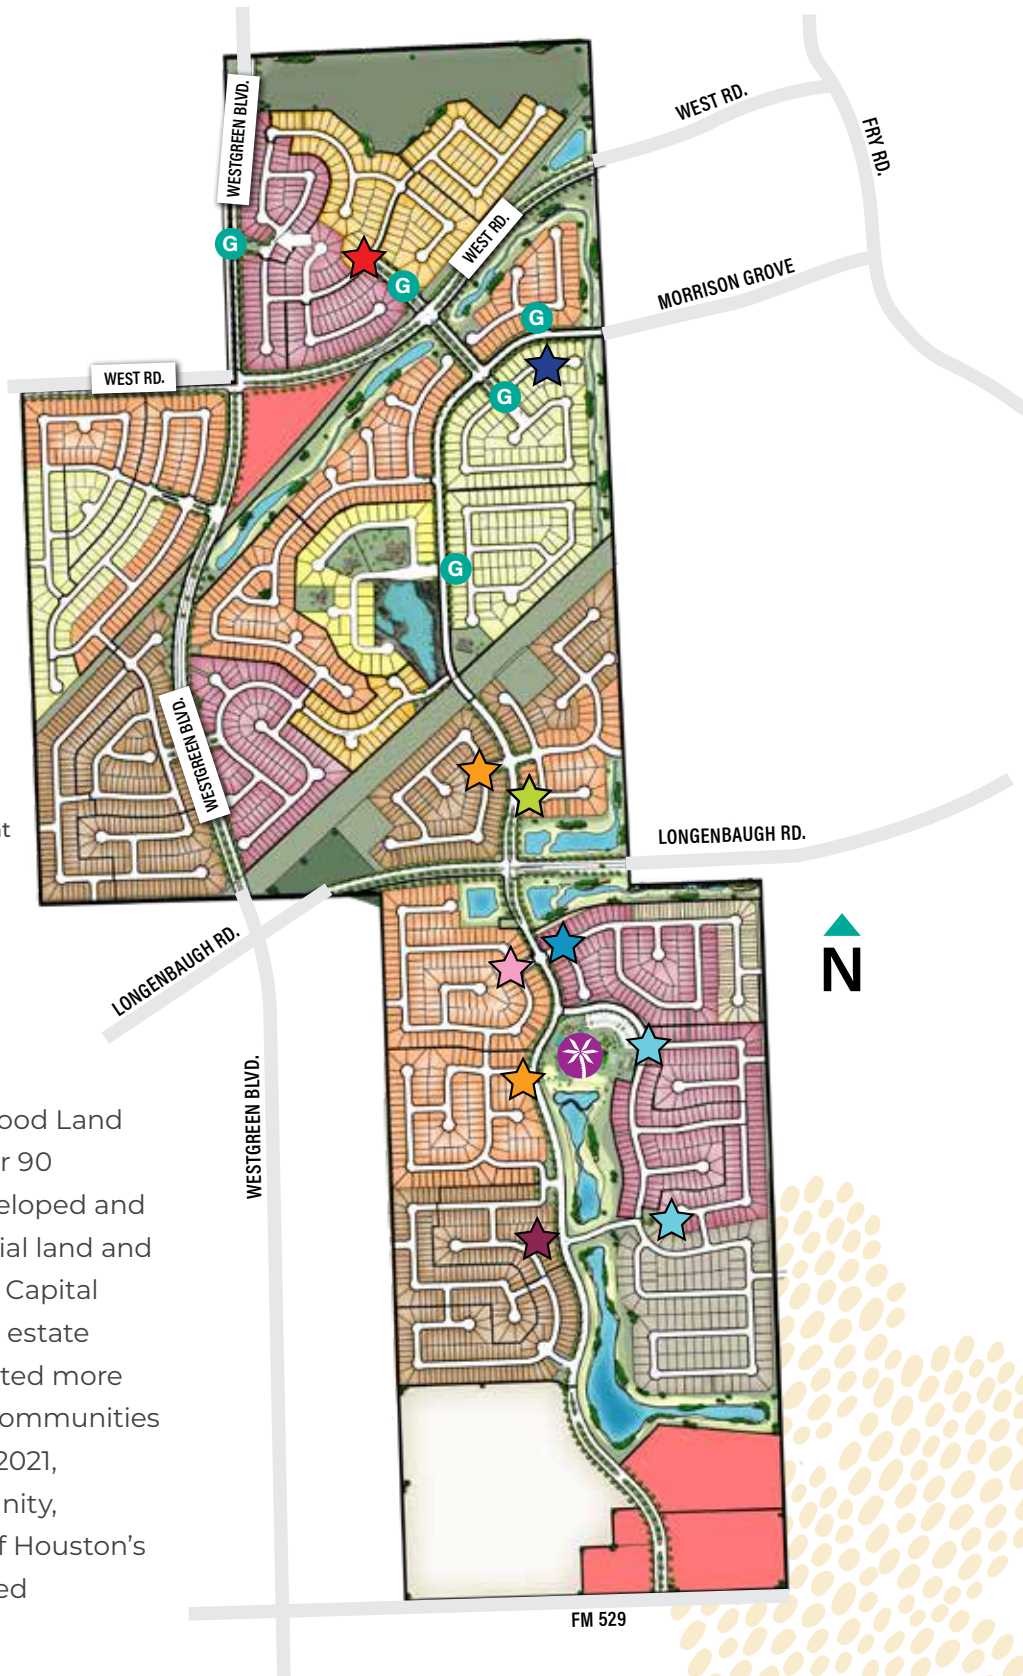 WESTGREEN BLVD.
WEST RD.
FRY RD.
WEST RD.
G
MORRISON GROVE
G
G
WEST RD.
G
G
WESTGREEN BLVD.
LONGENBAUGH RD.
LONGENBAUGH RD.
N
WESTGREEN BLVD.
ood Land
r 90
eloped and
ial land and
Capital
estate
ted more
ommunities
2021,
nity,
f Houston's
ed
FM 529